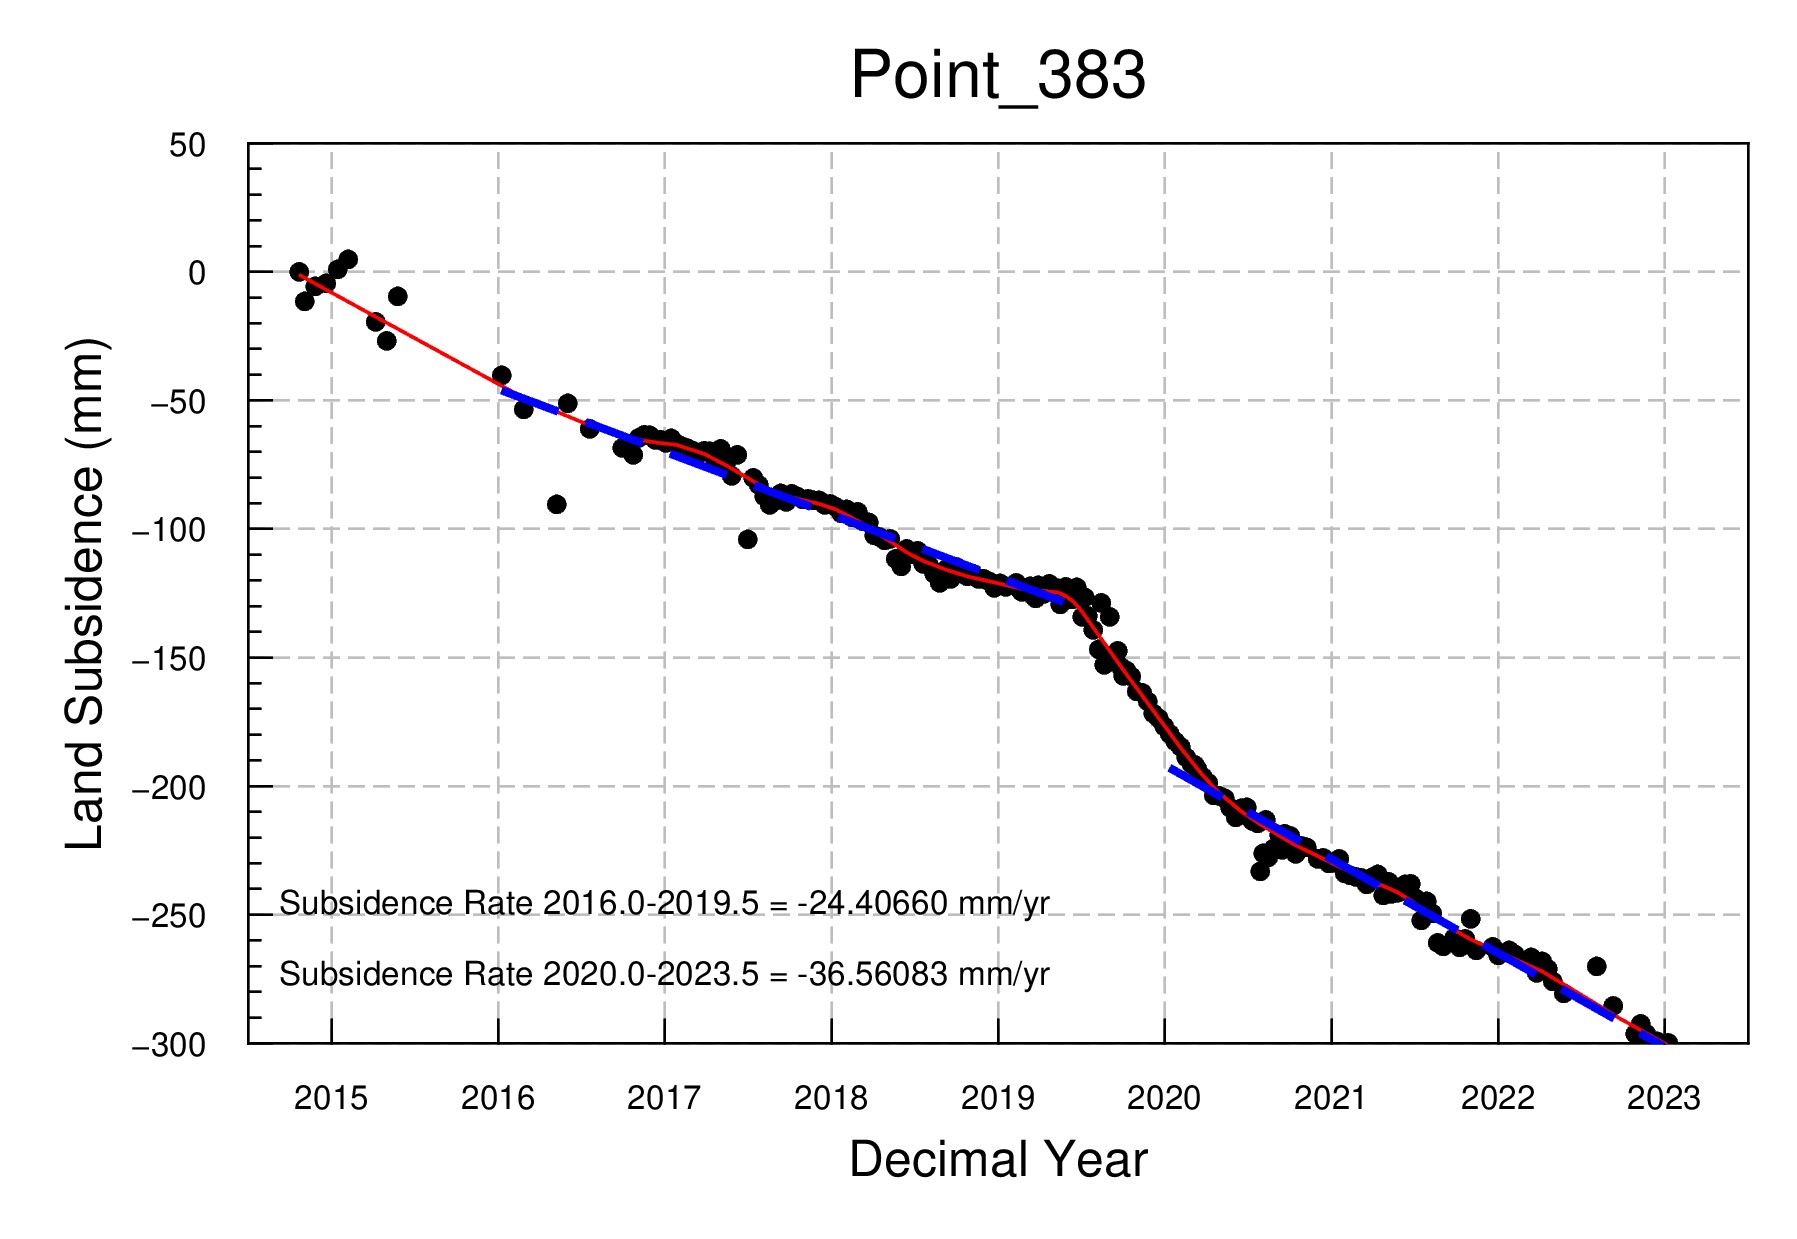 Point_383
50
0
−50
−100
−150
−200
−250
−300
Land Subsidence (mm)
Subsidence Rate 2016.0-2019.5 = -24.40660 mm/yr
Subsidence Rate 2020.0-2023.5 = -36.56083 mm/yr
2015 2016 2017 2018 2019 2020 2021 2022 2023
Decimal Year